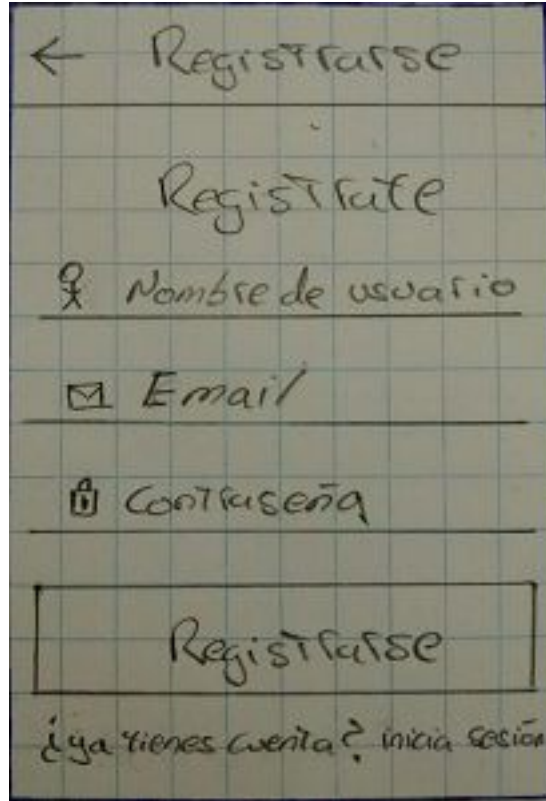 ← Registrarse
Registrate
Nombre de usuario
Email
Contraseña
Registrarse
¿ya tienes cuenta? inicia sesión